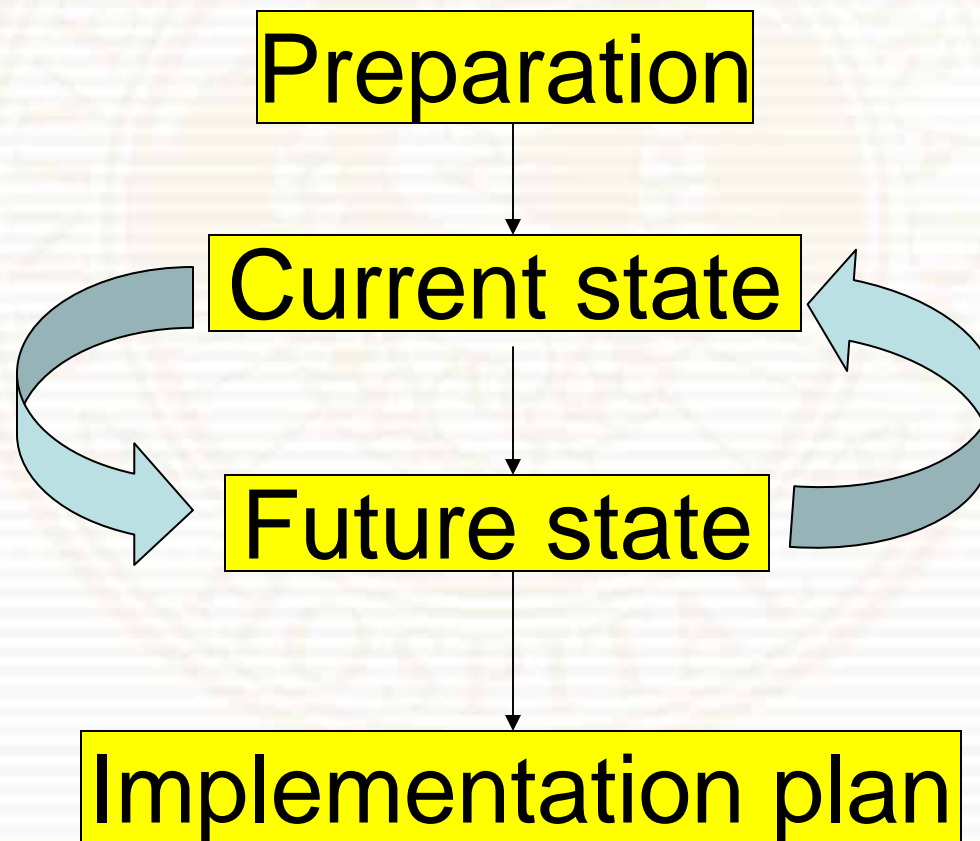 Preparation
Current state
Future state
Implementation plan